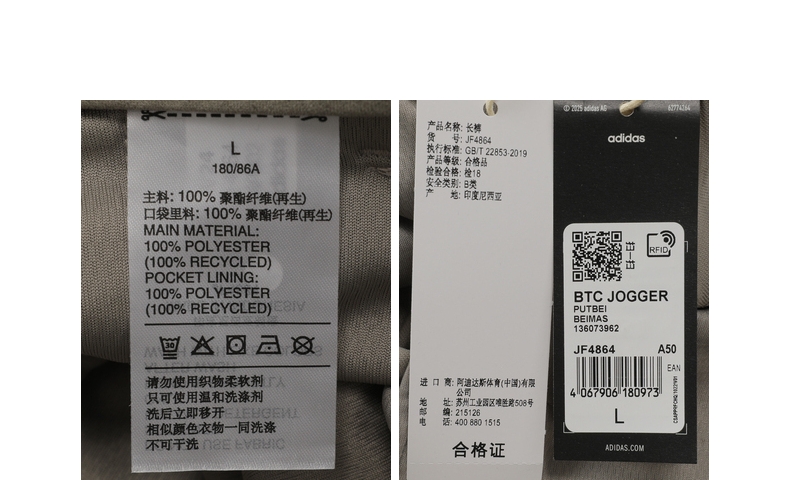 L
180/86A
主料: 100% 聚酯纤维(再生)
口袋里料: 100% 聚酯纤维(再生)
MAIN MATERIAL:
100% POLYESTER
(100% RECYCLED)
POCKET LINING:
100% POLYESTER
(100% RECYCLED)
30
请勿使用织物柔软剂
只可使用温和洗涤剂
洗后立即移开
相似颜色衣物一同洗涤
不可干洗
产品名称: 长裤
货 号: JF4864
执行标准: GB/T 22853-2019
产品等级: 合格品
检验合格: 检18
安全类别: B类
产 地: 印度尼西亚
进 口 商: 阿迪达斯体育(中国)有限
公司
地 址: 苏州工业园区唯胜路508号
邮 编: 215126
电 话: 400 880 1515
合格证
© 2025 adidas AG
62774264
adidas
RFID
BTC JOGGER
PUTBEI
BEIMAS
136073962
JF4864 A50
EAN
4 067906 180973
L
ADIDAS.COM